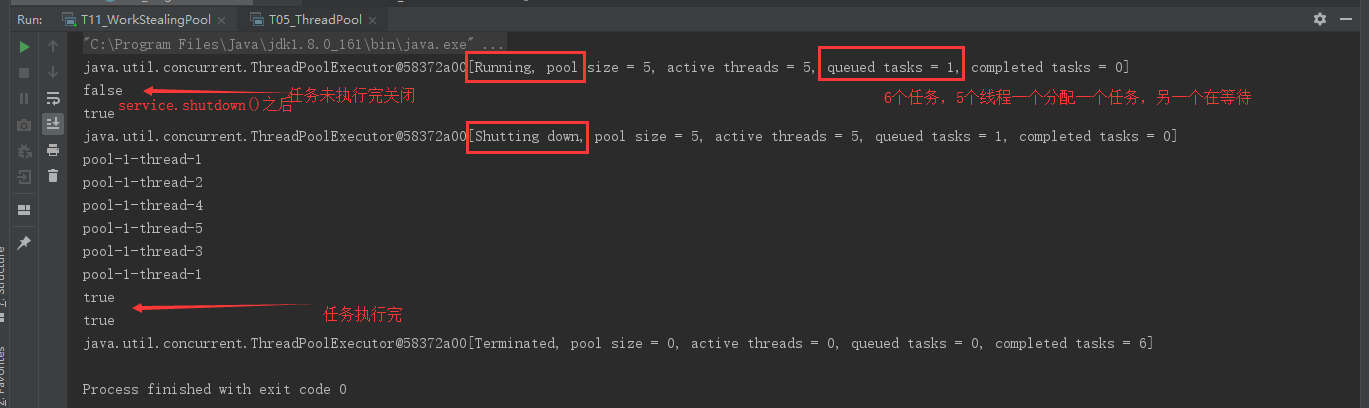 Run: T11_WorkStealingPool × T05_ThreadPool ×
"C:\Program Files\Java\jdk1.8.0_161\bin\java.exe" ...
java.util.concurrent.ThreadPoolExecutor@58372a00[Running, pool size = 5, active threads = 5, queued tasks = 1, completed tasks = 0]
false
任务未执行完关闭
6个任务，5个线程一个分配一个任务，另一个在等待
service.shutdown()之后
true
java.util.concurrent.ThreadPoolExecutor@58372a00[Shutting down, pool size = 5, active threads = 5, queued tasks = 1, completed tasks = 0]
pool-1-thread-1
pool-1-thread-2
pool-1-thread-4
pool-1-thread-5
pool-1-thread-3
pool-1-thread-1
true
任务执行完
true
java.util.concurrent.ThreadPoolExecutor@58372a00[Terminated, pool size = 0, active threads = 0, queued tasks = 0, completed tasks = 6]
Process finished with exit code 0
Z: Structure